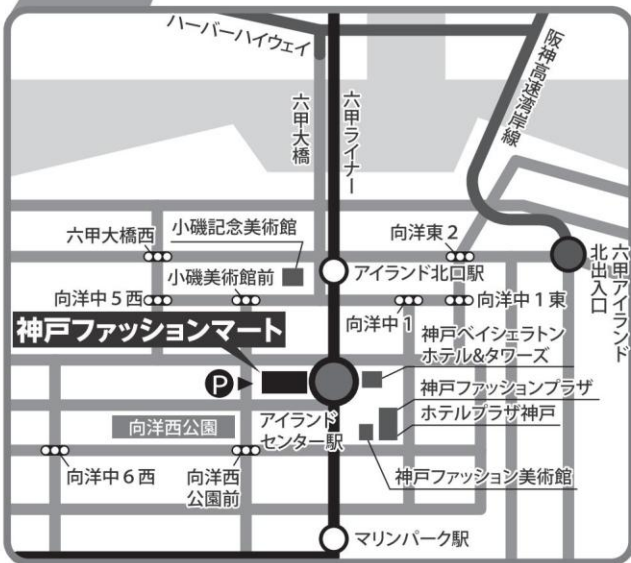 ハーバーハイウェイ
阪神高速湾岸線
六甲大橋
六甲ライナー
六甲大橋西
小磯記念美術館
向洋東2
小磯美術館前
アイランド北口駅
六甲アイランド
北出入口
向洋中5西
向洋中1
向洋中1東
神戸ファッションマート
神戸ベイシェラトン
ホテル&タワーズ
P
神戸ファッションプラザ
ホテルプラザ神戸
向洋西公園
アイランド
センター駅
向洋中6西
向洋西
公園前
神戸ファッション美術館
マリンパーク駅